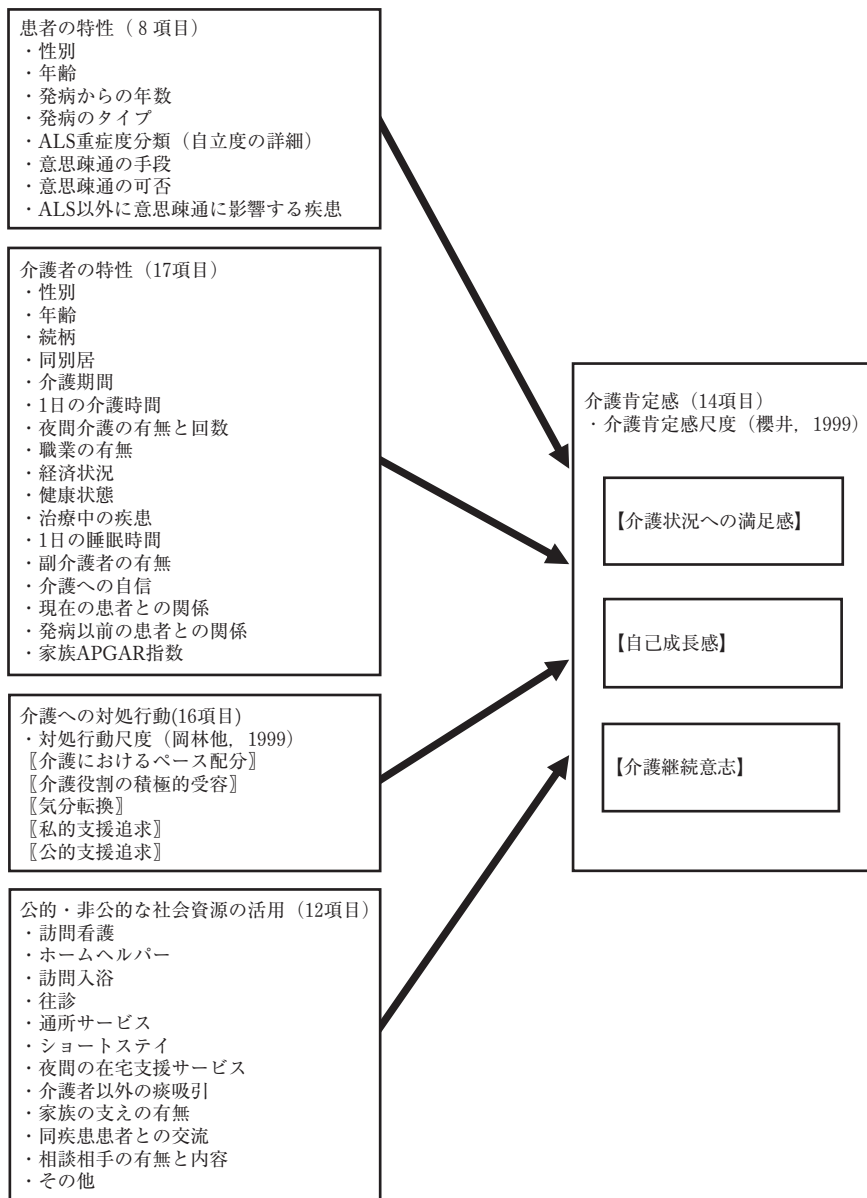 患者の特性（8項目）
・性別
・年齢
・発病からの年数
・発病のタイプ
・ALS重症度分類（自立度の詳細）
・意思疎通の手段
・意思疎通の可否
・ALS以外に意思疎通に影響する疾患
介護者の特性（17項目）
・性別
・年齢
・続柄
・同別居
・介護期間
・1日の介護時間
・夜間介護の有無と回数
・職業の有無
・経済状況
・健康状態
・治療中の疾患
・1日の睡眠時間
・副介護者の有無
・介護への自信
・現在の患者との関係
・発病以前の患者との関係
・家族APGAR指数
介護への対処行動(16項目)
・対処行動尺度（岡林他，1999）
〖介護におけるペース配分〗
〖介護役割の積極的受容〗
〖気分転換〗
〖私的支援追求〗
〖公的支援追求〗
公的・非公的な社会資源の活用（12項目）
・訪問看護
・ホームヘルパー
・訪問入浴
・往診
・通所サービス
・ショートステイ
・夜間の在宅支援サービス
・介護者以外の痰吸引
・家族の支えの有無
・同疾患患者との交流
・相談相手の有無と内容
・その他
介護肯定感（14項目）
・介護肯定感尺度（櫻井，1999）
【介護状況への満足感】
【自己成長感】
【介護継続意志】